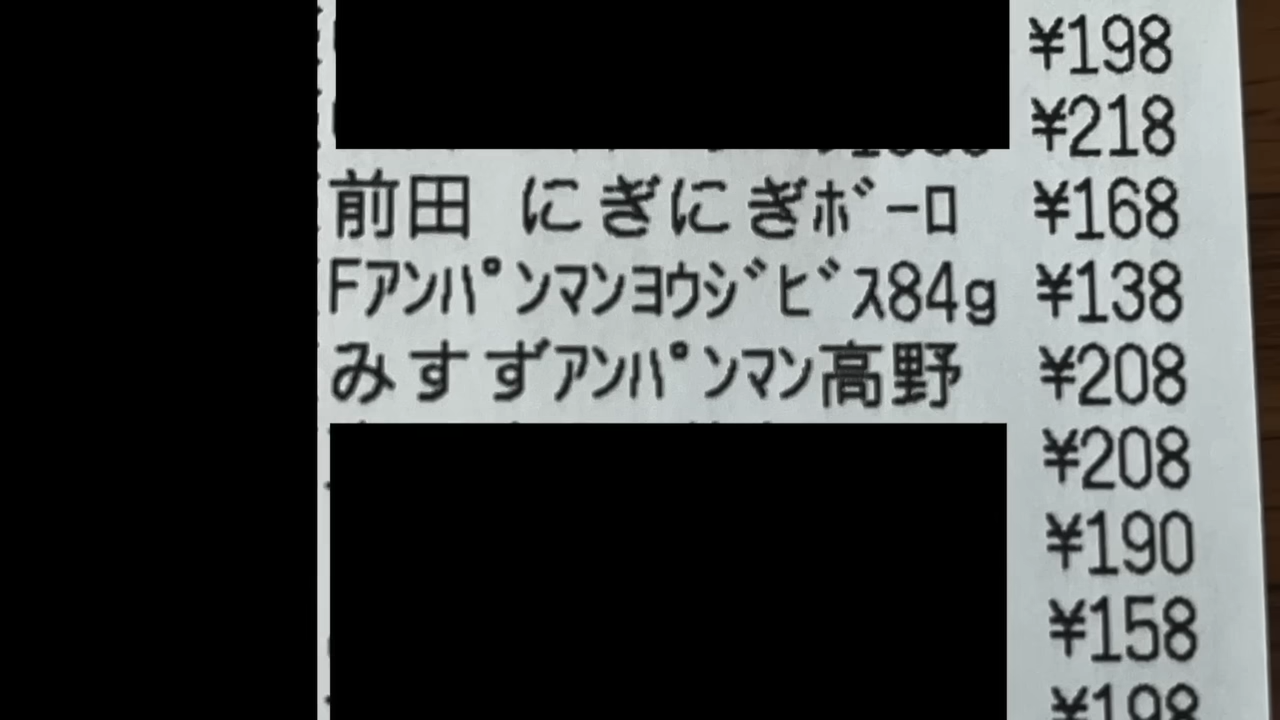 ¥198
¥218
前田 にぎにぎボーロ ¥168
Fアンパンマンヨウジビス84g ¥138
みすずアンパンマン高野 ¥208
¥208
¥190
¥158
¥198